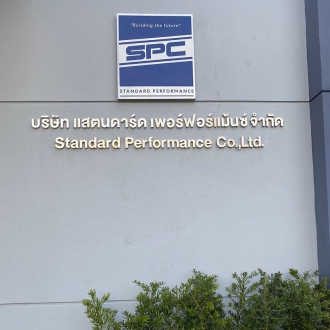 "Building the future"
SPC
STANDARD PERFORMANCE
บริษัท แสตนดาร์ด เพอร์ฟอร์แม้นซ์ จำกัด
Standard Performance Co.,Ltd.